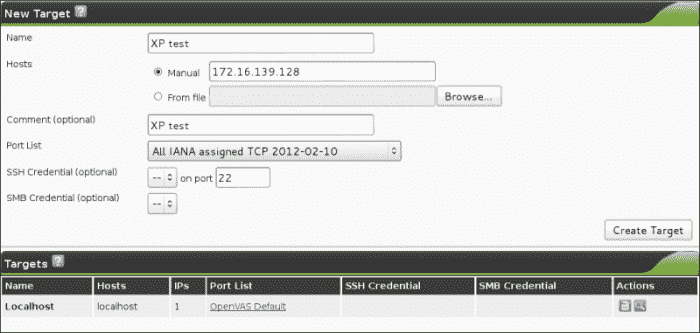 New Target ?
Name XP test
Hosts Manual 172.16.139.128
From file Browse...
Comment (optional) XP test
Port List All IANA assigned TCP 2012-02-10
SSH Credential (optional) -- on port 22
SMB Credential (optional) --
Create Target
Targets ?
Name Hosts IPs Port List SSH Credential SMB Credential Actions
Localhost localhost 1 OpenVAS Default